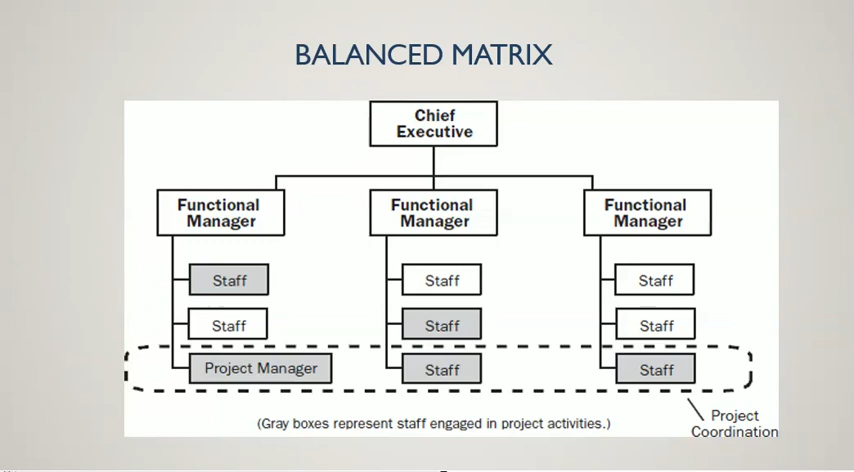 BALANCED MATRIX
Chief
Executive
Functional
Manager
Functional
Manager
Functional
Manager
Staff
Staff
Staff
Staff
Staff
Staff
Project Manager
Staff
Staff
(Gray boxes represent staff engaged in project activities.)
Project
Coordination